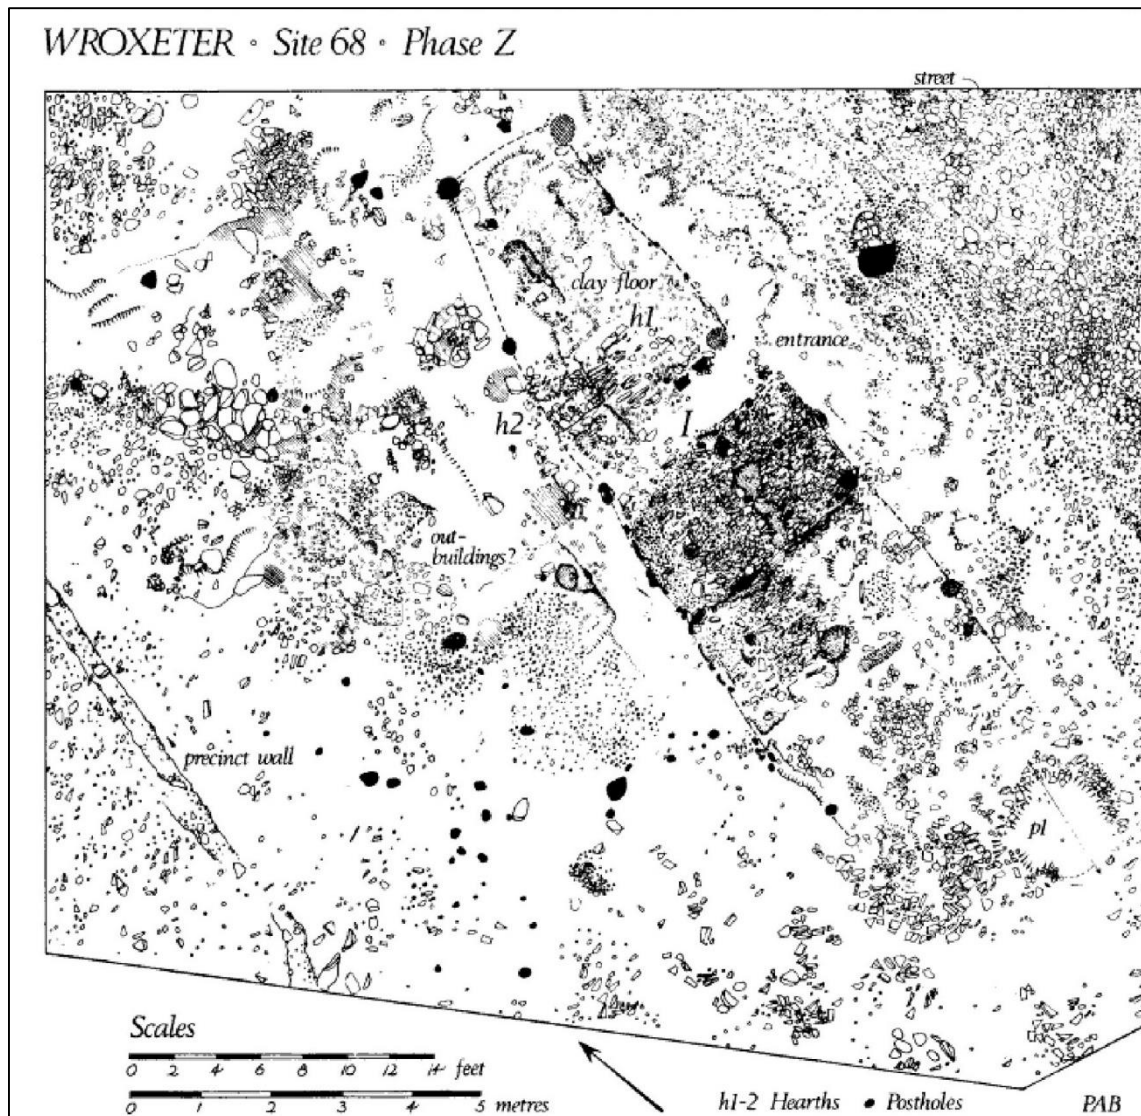 WROXETER • Site 68 • Phase Z
street
clay floor
h1
entrance
I
h2
out-
buildings?
precinct wall
pl
Scales
0 2 4 6 8 10 12 14 feet
0 1 2 3 4 5 metres
h1-2 Hearths • Postholes PAB